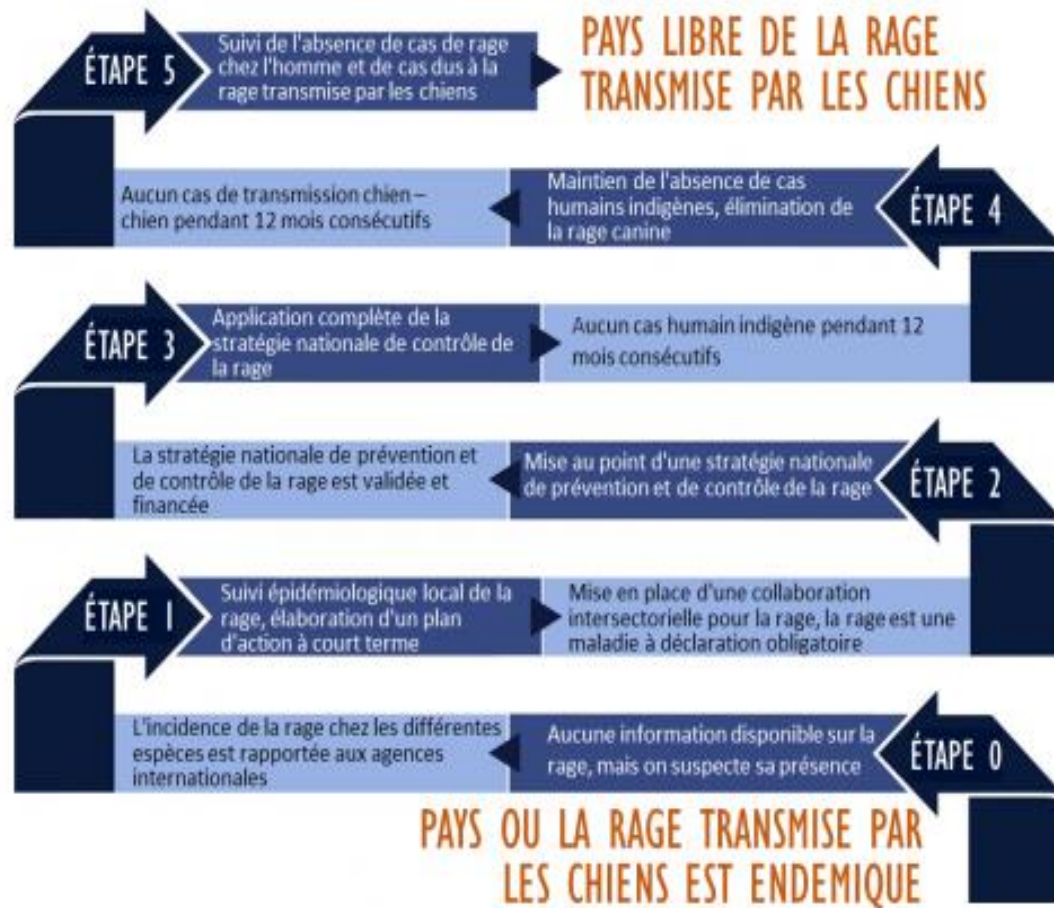 ÉTAPE 5
Suivi de l'absence de cas de rage
chez l'homme et de cas dus à la
rage transmise par les chiens
PAYS LIBRE DE LA RAGE
TRANSMISE PAR LES CHIENS
Aucun cas de transmission chien –
chien pendant 12 mois consécutifs
Maintien de l'absence de cas
humains indigènes, élimination de
la rage canine
ÉTAPE 4
ÉTAPE 3
Application complète de la
stratégie nationale de contrôle de
la rage
Aucun cas humain indigène pendant 12
mois consécutifs
La stratégie nationale de prévention et
de contrôle de la rage est validée et
financée
Mise au point d'une stratégie nationale
de prévention et de contrôle de la rage
ÉTAPE 2
ÉTAPE 1
Suivi épidémiologique local de la
rage, élaboration d'un plan
d'action à court terme
Mise en place d'une collaboration
intersectorielle pour la rage, la rage est une
maladie à déclaration obligatoire
L'incidence de la rage chez les différentes
espèces est rapportée aux agences
internationales
Aucune information disponible sur la
rage, mais on suspecte sa présence
ÉTAPE 0
PAYS OU LA RAGE TRANSMISE PAR
LES CHIENS EST ENDEMIQUE